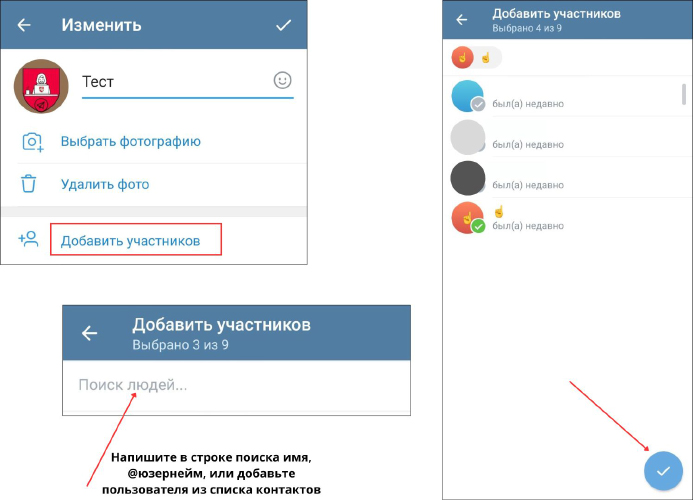 Изменить
Тест
Выбрать фотографию
Удалить фото
Добавить участников
Добавить участников
Выбрано 3 из 9
Поиск людей...
Напишите в строке поиска имя,
@юзернейм, или добавьте
пользователя из списка контактов
Добавить участников
Выбрано 4 из 9
был(а) недавно
был(а) недавно
был(а) недавно
был(а) недавно